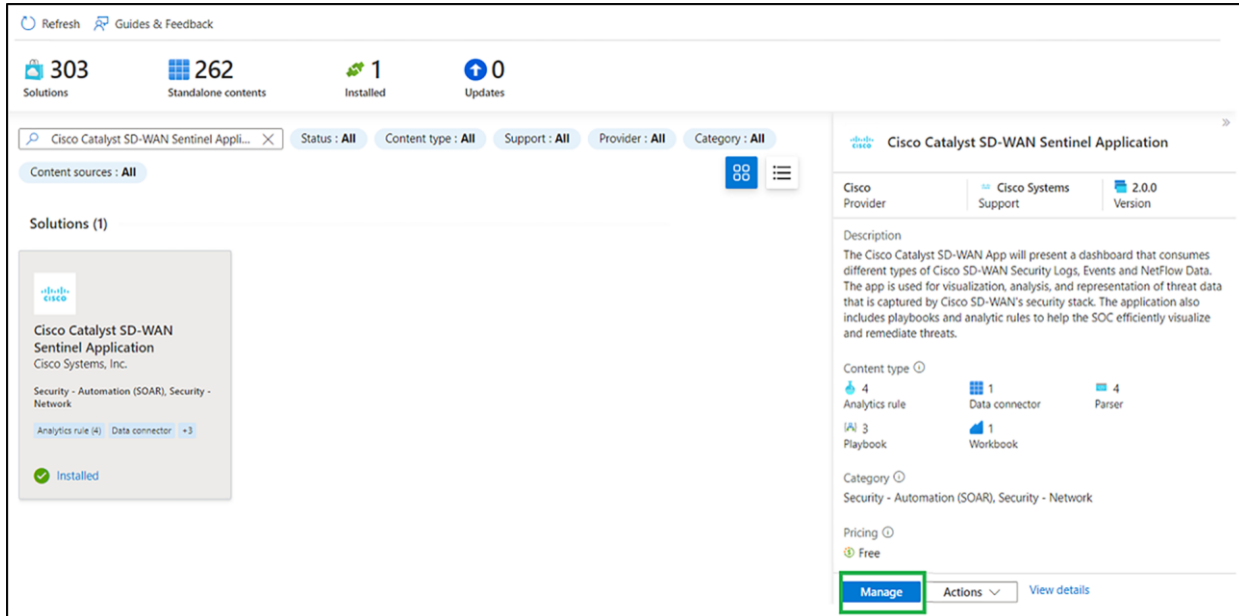 Refresh Guides & Feedback
303 262 1 0
Solutions Standalone contents Installed Updates
Cisco Catalyst SD-WAN Sentinel Appli... Status : All Content type : All Support : All Provider : All Category : All
Content sources : All
Solutions (1)
cisco
Cisco Catalyst SD-WAN
Sentinel Application
Cisco Systems, Inc.
Security - Automation (SOAR), Security -
Network
Analytics rule (4) Data connector +3
Installed
cisco Cisco Catalyst SD-WAN Sentinel Application
Cisco Cisco Systems 2.0.0
Provider Support Version
Description
The Cisco Catalyst SD-WAN App will present a dashboard that consumes
different types of Cisco SD-WAN Security Logs, Events and NetFlow Data.
The app is used for visualization, analysis, and representation of threat data
that is captured by Cisco SD-WAN's security stack. The application also
includes playbooks and analytic rules to help the SOC efficiently visualize
and remediate threats.
Content type
4 1 4
Analytics rule Data connector Parser
3 1
Playbook Workbook
Category
Security - Automation (SOAR), Security - Network
Pricing
Free
Manage Actions View details